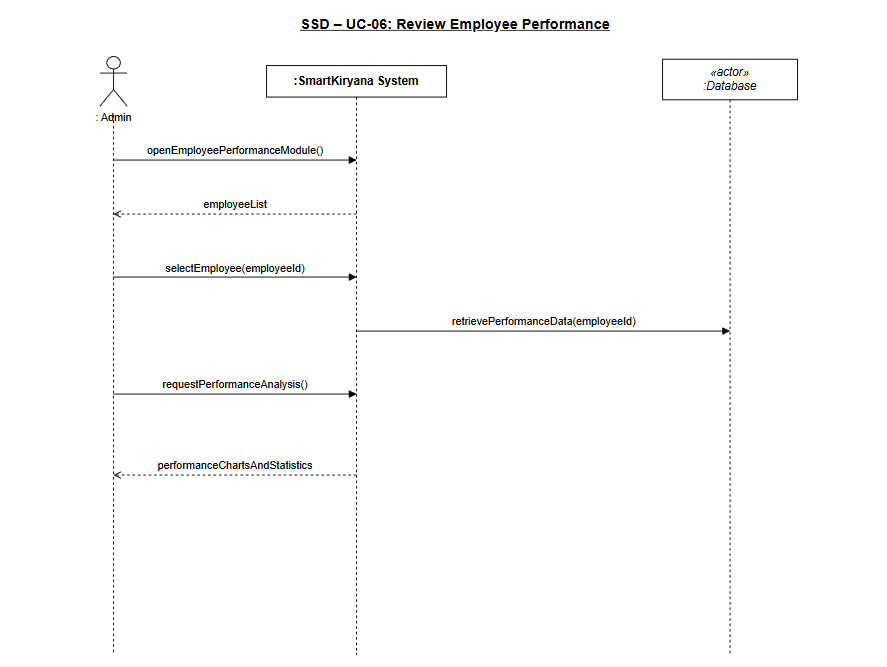 SSD – UC-06: Review Employee Performance
: Admin
:SmartKiryana System
«actor»
:Database
openEmployeePerformanceModule()
employeeList
selectEmployee(employeeId)
retrievePerformanceData(employeeId)
requestPerformanceAnalysis()
performanceChartsAndStatistics